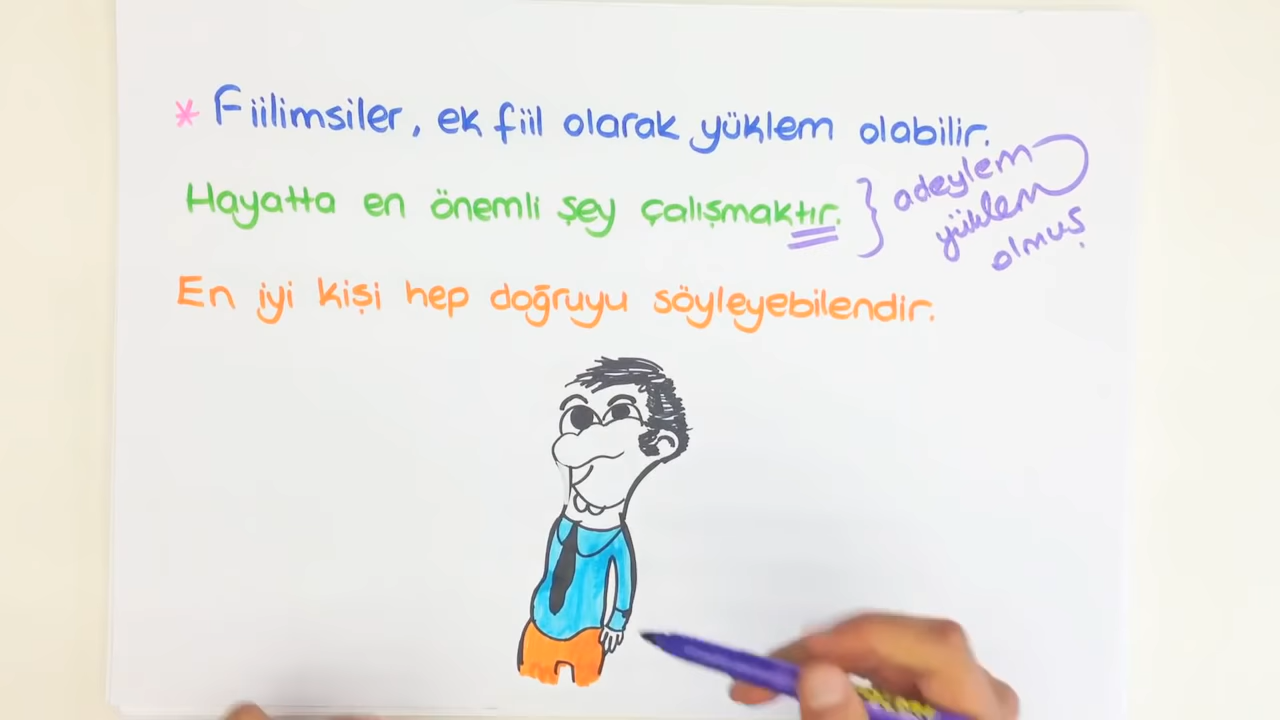 * Fiilimsiler, ek fiil olarak yüklem olabilir.
Hayatta en önemli şey çalışmaktır.
adeylem
yüklem
olmuş
En iyi kişi hep doğruyu söyleyebilendir.